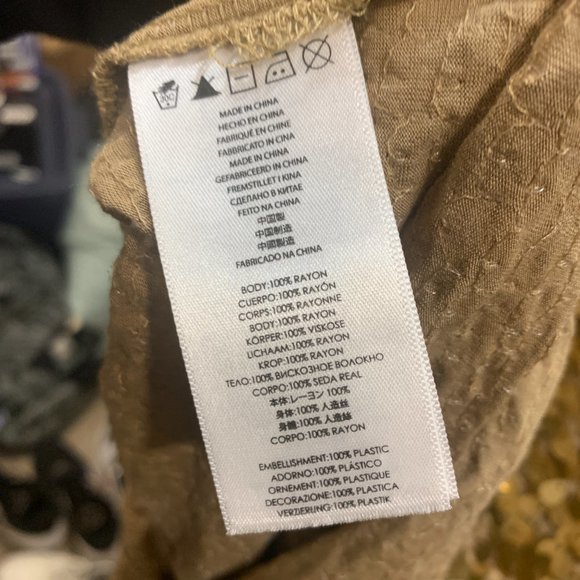 MADE IN CHINA
HECHO EN CHINA
FABRIQUÉ EN CHINE
FABBRICATO IN CINA
MADE IN CHINA
GEFABRICEERD IN CHINA
FREMSTILLET I KINA
СДЕЛАНО В КИТАЕ
FEITO NA CHINA
中国製
中国制造
中國製造
FABRICADO NA CHINA
BODY:100% RAYON
CUERPO:100% RAYÓN
CORPS:100% RAYONNE
BODY:100% RAYON
KÖRPER:100% VISKOSE
LICHAAM:100% RAYON
KROP:100% RAYON
ТЕЛО:100% ВИСКОЗНОЕ ВОЛОКНО
CORPO:100% SEDA REAL
本体:レーヨン 100%
身体:100% 人造丝
身體:100% 人造絲
CORPO:100% RAYON
EMBELLISHMENT:100% PLASTIC
ADORNO:100% PLÁSTICO
ORNEMENT:100% PLASTIQUE
DECORAZIONE:100% PLASTICA
VERZIERUNG:100% PLASTIK